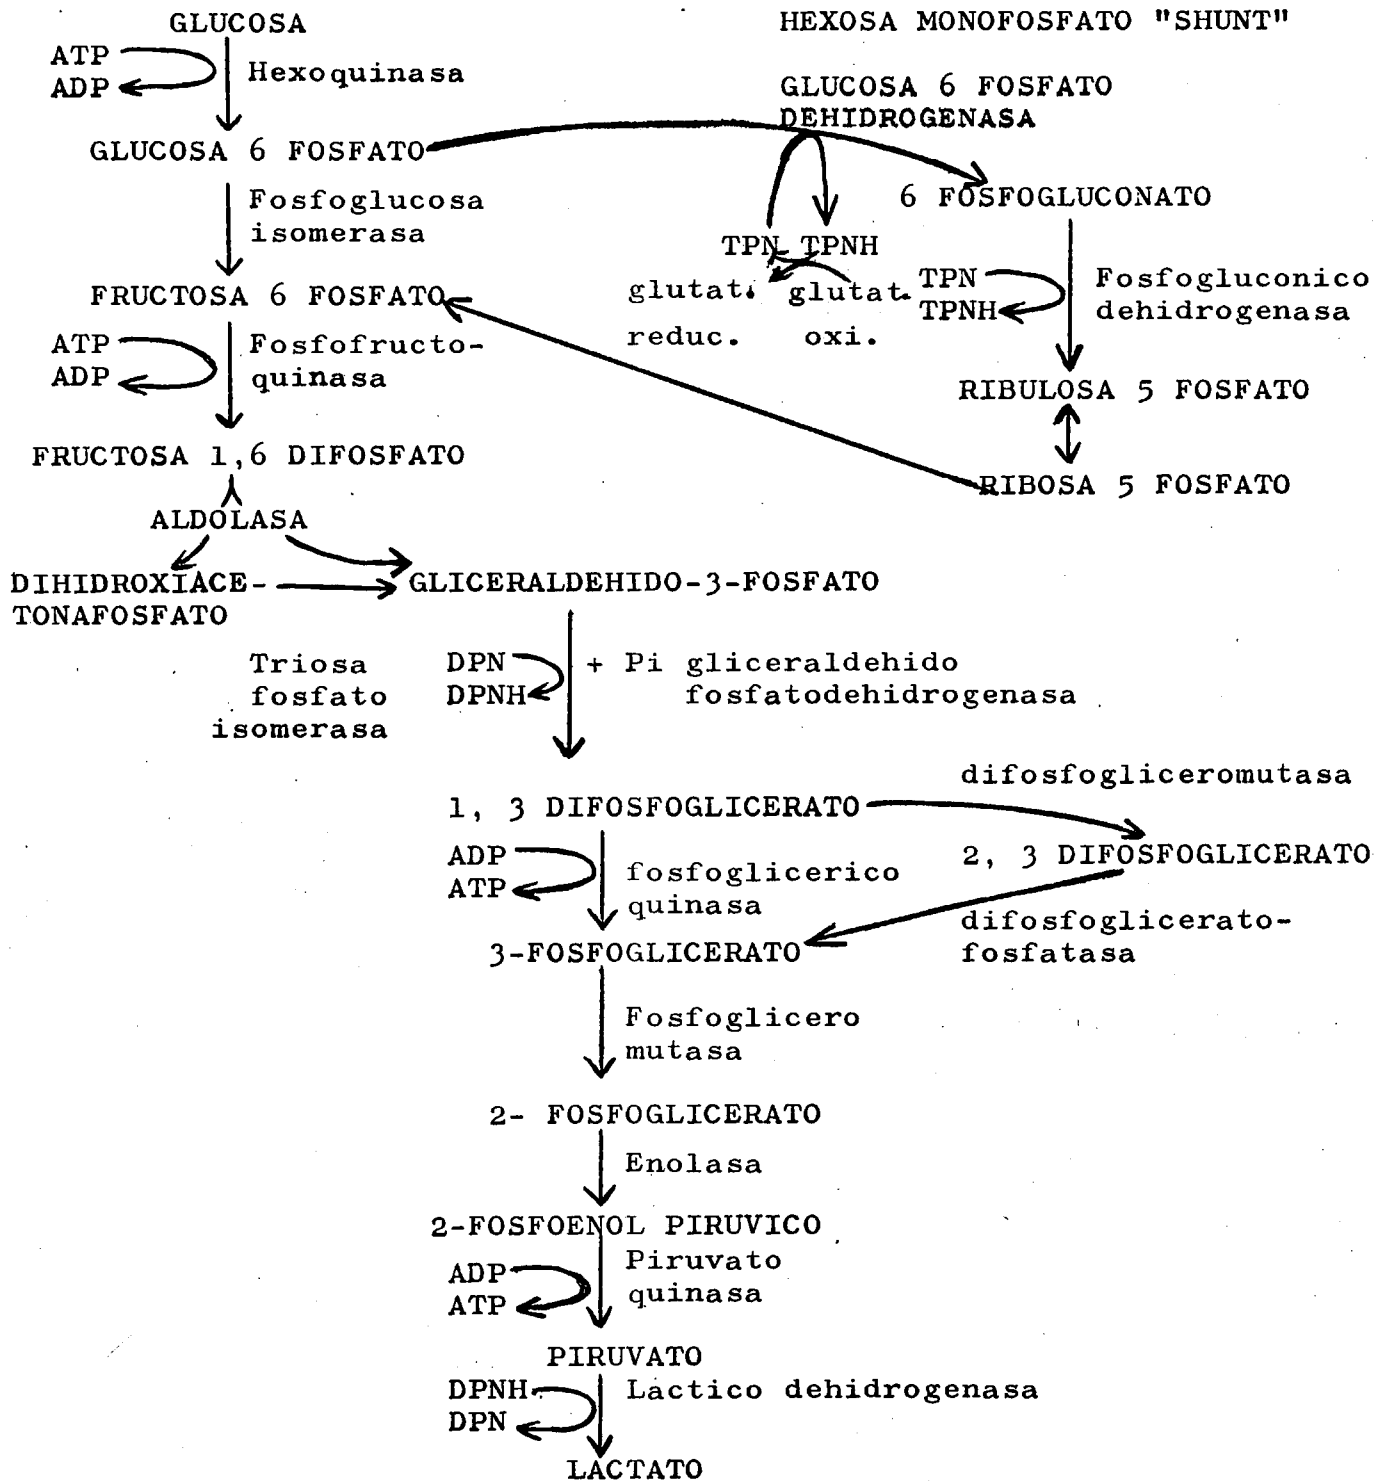 GLUCOSA
HEXOSA MONOFOSFATO "SHUNT"
ATP
ADP
Hexoquinasa
GLUCOSA 6 FOSFATO
DEHIDROGENASA
GLUCOSA 6 FOSFATO
Fosfoglucosa
isomerasa
6 FOSFOGLUCONATO
TPN TPNH
glutat. glutat.
reduc. oxi.
TPN
TPNH
Fosfogluconico
dehidrogenasa
FRUCTOSA 6 FOSFATO
ATP
ADP
Fosfofructo-
quinasa
RIBULOSA 5 FOSFATO
FRUCTOSA 1,6 DIFOSFATO
RIBOSA 5 FOSFATO
ALDOLASA
DIHIDROXIACE-
TONAFOSFATO
GLICERALDEHIDO-3-FOSFATO
Triosa
fosfato
isomerasa
DPN
DPNH
+ Pi gliceraldehido
fosfatodehidrogenasa
difosfogliceromutasa
1, 3 DIFOSFOGLICERATO
ADP
ATP
fosfoglicerico
quinasa
2, 3 DIFOSFOGLICERATO
difosfoglicerato-
fosfatasa
3-FOSFOGLICERATO
Fosfoglicero
mutasa
2- FOSFOGLICERATO
Enolasa
2-FOSFOENOL PIRUVICO
ADP
ATP
Piruvato
quinasa
PIRUVATO
DPNH
DPN
Láctico dehidrogenasa
LACTATO